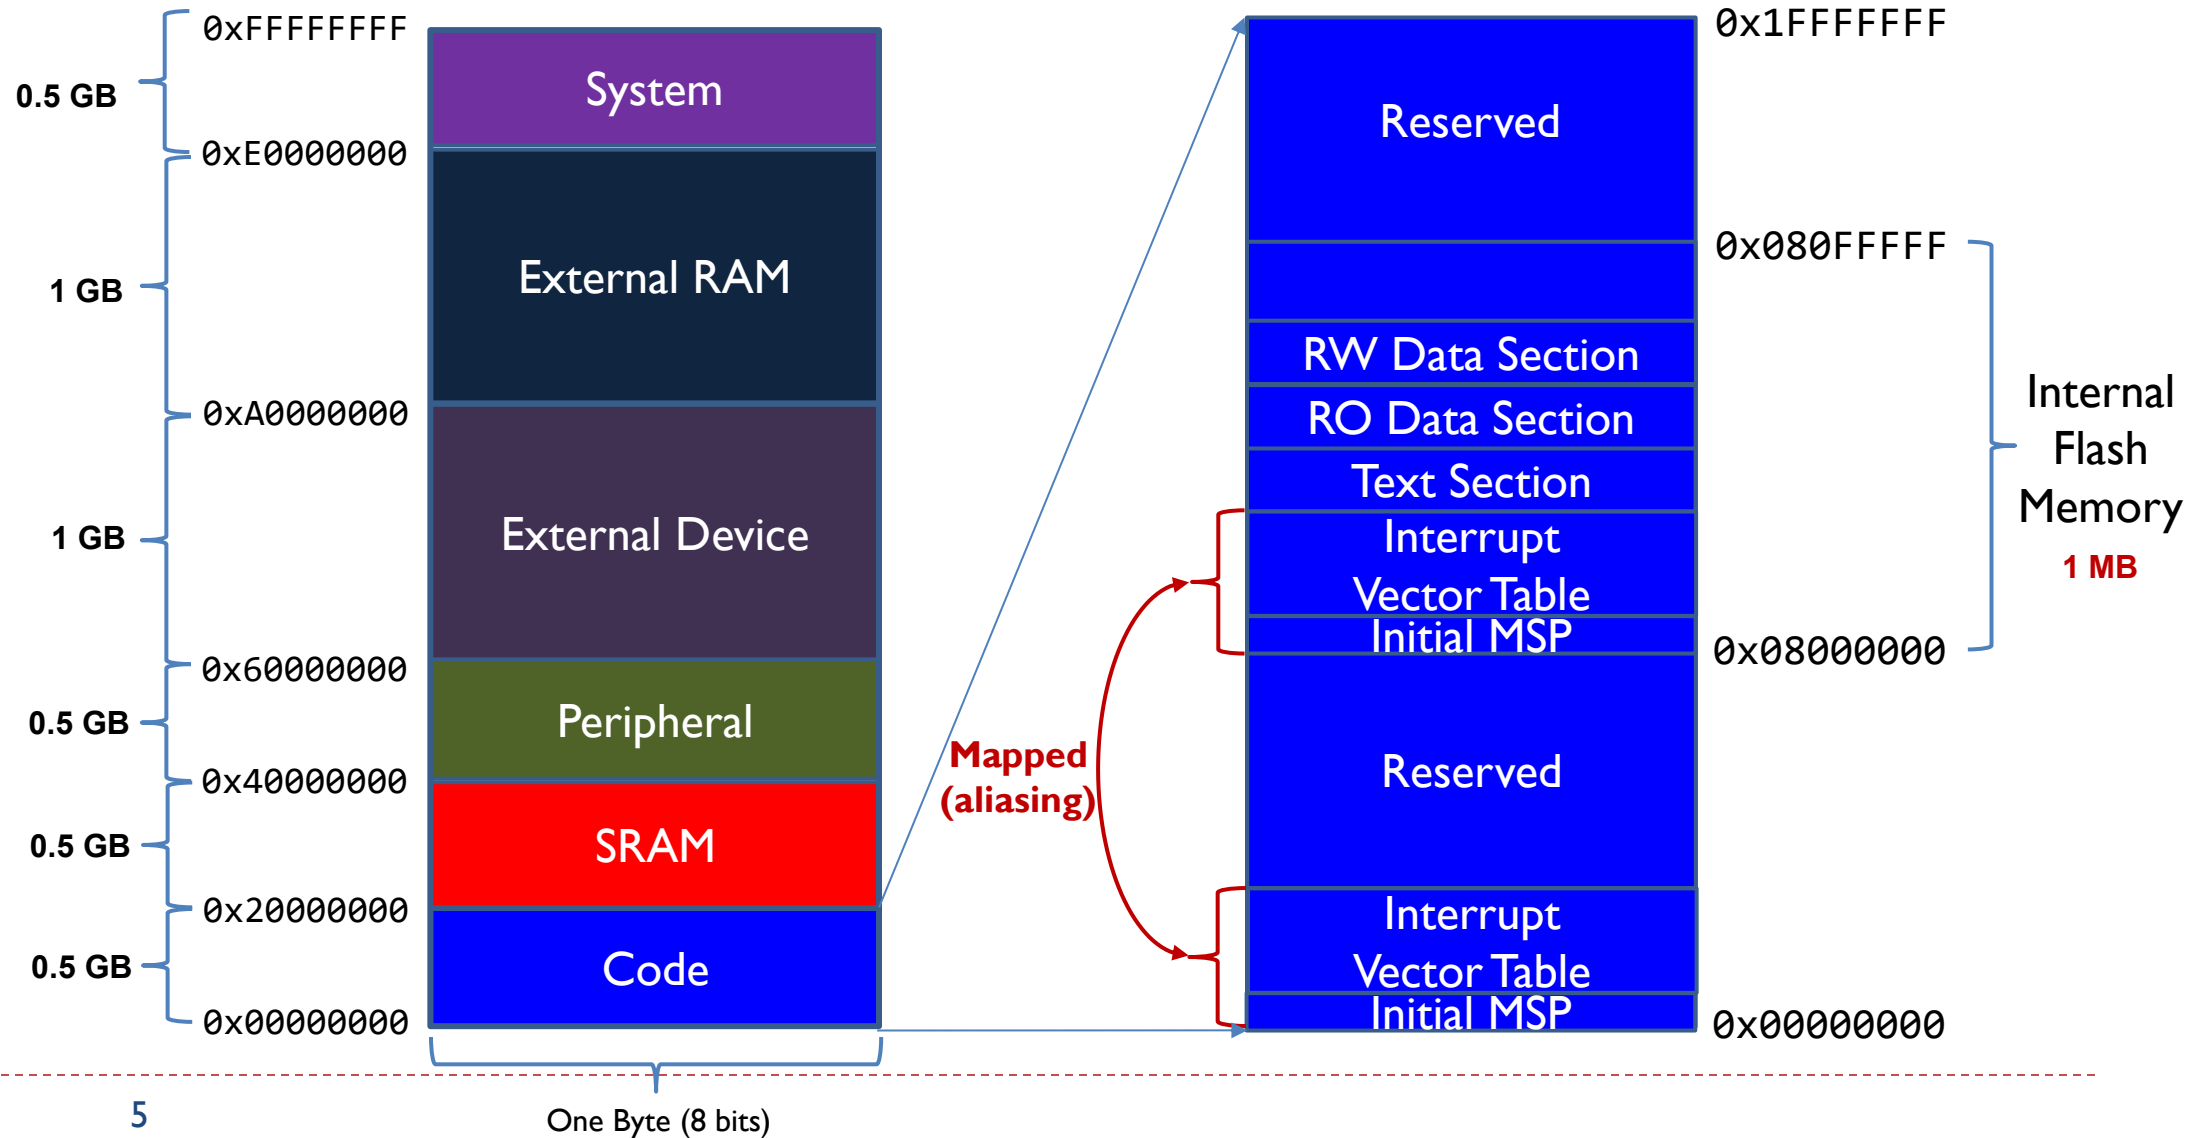 0xFFFFFFFF
0.5 GB
System
0xE0000000
External RAM
1 GB
0xA0000000
External Device
1 GB
0x60000000
Peripheral
0.5 GB
0x40000000
SRAM
0.5 GB
0x20000000
Code
0.5 GB
0x00000000
One Byte (8 bits)
5
Mapped
(aliasing)
0x1FFFFFFF
Reserved
0x080FFFFF
RW Data Section
RO Data Section
Text Section
Interrupt
Vector Table
Initial MSP
0x08000000
Internal
Flash
Memory
1 MB
Reserved
Interrupt
Vector Table
Initial MSP
0x00000000